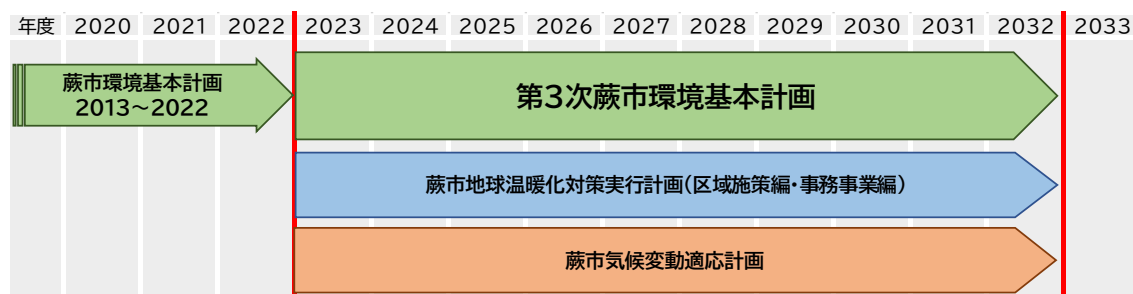 年度 2020 2021 2022 2023 2024 2025 2026 2027 2028 2029 2030 2031 2032 2033
蕨市環境基本計画
2013～2022
第3次蕨市環境基本計画
蕨市地球温暖化対策実行計画(区域施策編・事務事業編)
蕨市気候変動適応計画